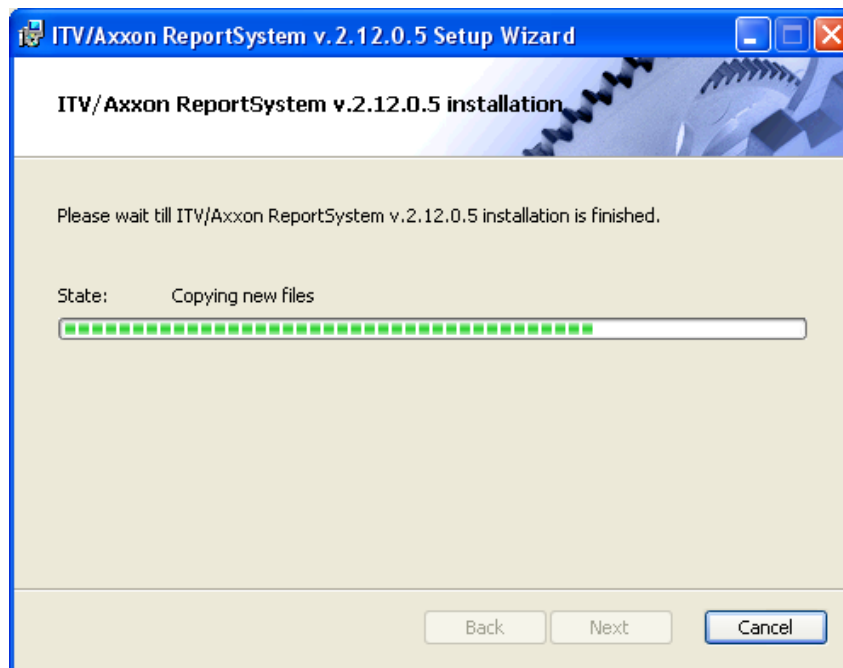 ITV/Axxon ReportSystem v.2.12.0.5 Setup Wizard
ITV/Axxon ReportSystem v.2.12.0.5 installation
Please wait till ITV/Axxon ReportSystem v.2.12.0.5 installation is finished.
State: Copying new files
Back Next Cancel